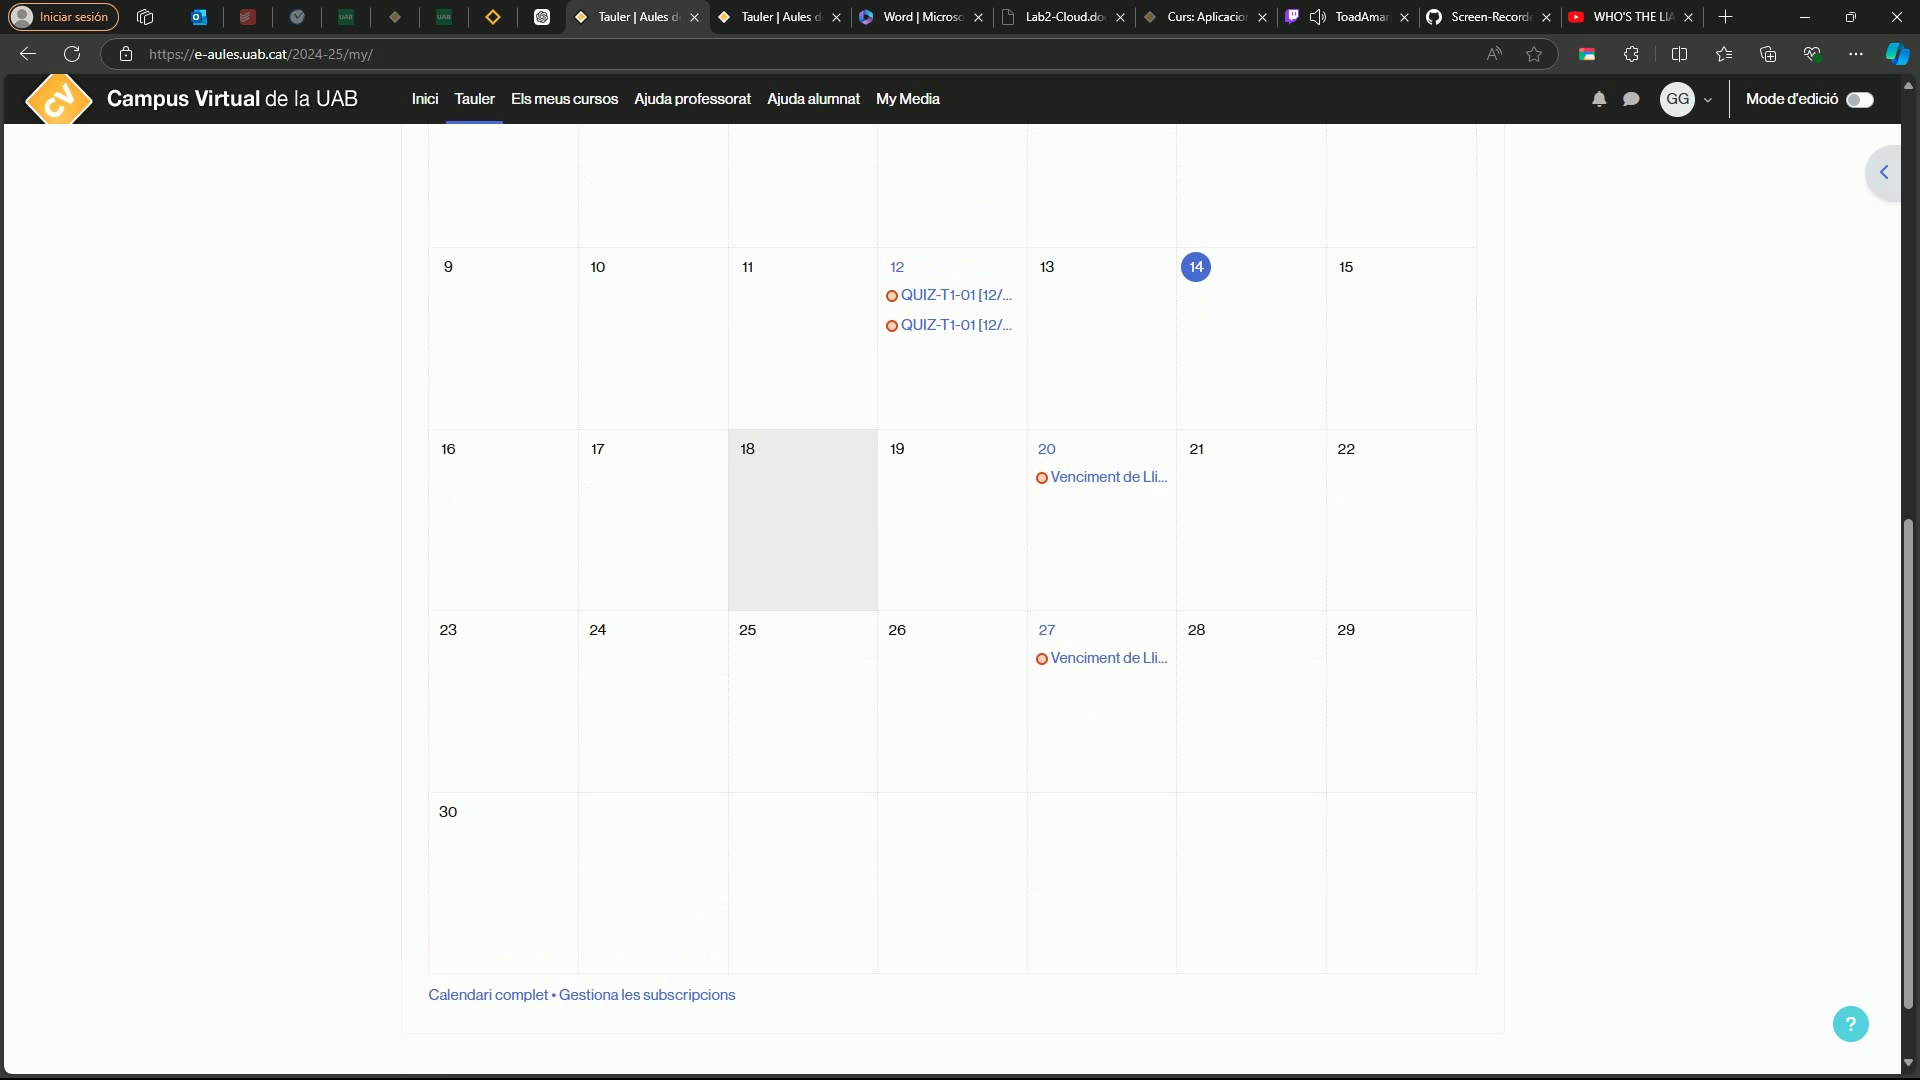 Iniciar sesión
Tauler | Aules d
Tauler | Aules d
Word | Microso
Lab2-Cloud.do
Curs: Aplicacio
ToadAmar
Screen-Record
WHO'S THE LIA
https://e-aules.uab.cat/2024-25/my/
CV
Campus Virtual de la UAB
Inici
Tauler
Els meus cursos
Ajuda professorat
Ajuda alumnat
My Media
GG
Mode d'edició
9
10
11
12
13
14
15
QUIZ-T1-01 [12/...
QUIZ-T1-01 [12/...
16
17
18
19
20
21
22
Venciment de Lli...
23
24
25
26
27
28
29
Venciment de Lli...
30
Calendari complet • Gestiona les subscripcions
?